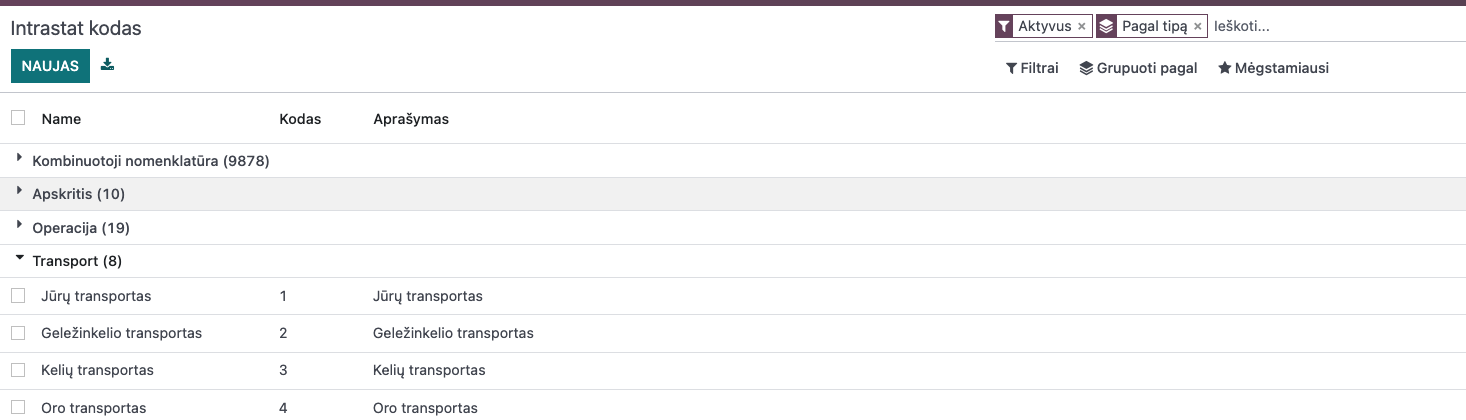 Intrastat kodas
Aktyvus × Pagal tipą × Ieškoti...
NAUJAS
Filtrai Grupuoti pagal Mėgstamiausi
Name Kodas Aprašymas
Kombinuotoji nomenklatūra (9878)
Apskritis (10)
Operacija (19)
Transport (8)
Jūrų transportas 1 Jūrų transportas
Geležinkelio transportas 2 Geležinkelio transportas
Kelių transportas 3 Kelių transportas
Oro transportas 4 Oro transportas